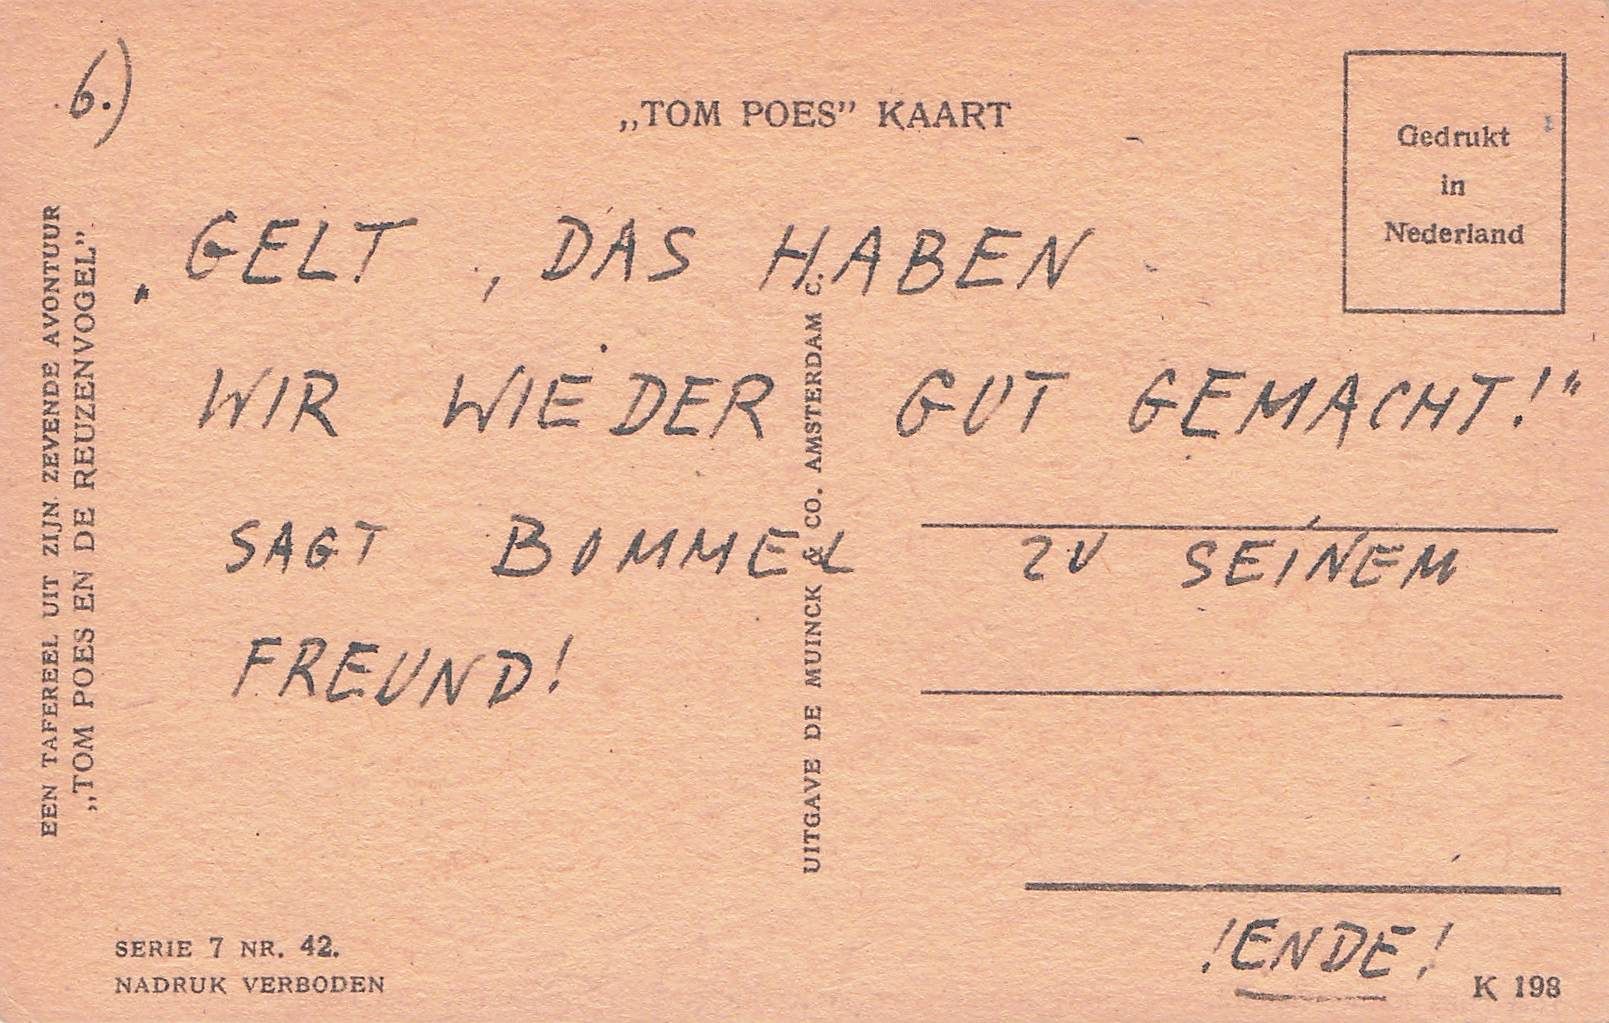 6.)
„TOM POES” KAART
Gedrukt
in
Nederland
EEN TAFEREEL UIT ZIJN ZEVENDE AVONTUUR
„TOM POES EN DE REUZENVOGEL”
„GELT, DAS HABEN
WIR WIEDER GUT GEMACHT!"
SAGT BOMMEL ZU SEINEM
FREUND!
UITGAVE DE MUINCK & CO. AMSTERDAM C.
!ENDE!
SERIE 7 NR. 42.
NADRUK VERBODEN
K 198